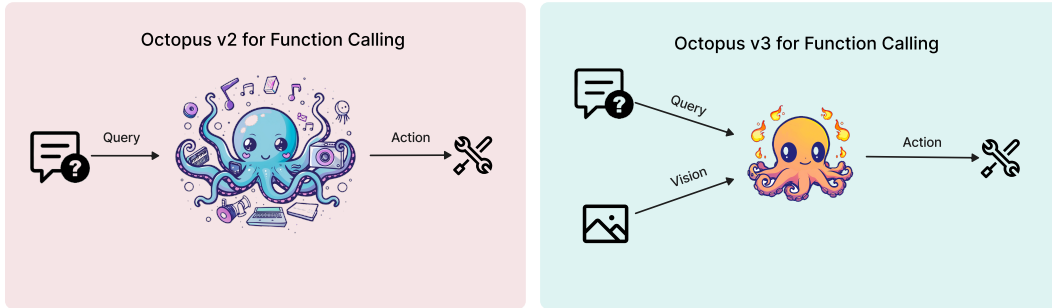 Octopus v2 for Function Calling
Query
?
Action
Octopus v3 for Function Calling
?
Query
Vision
Action